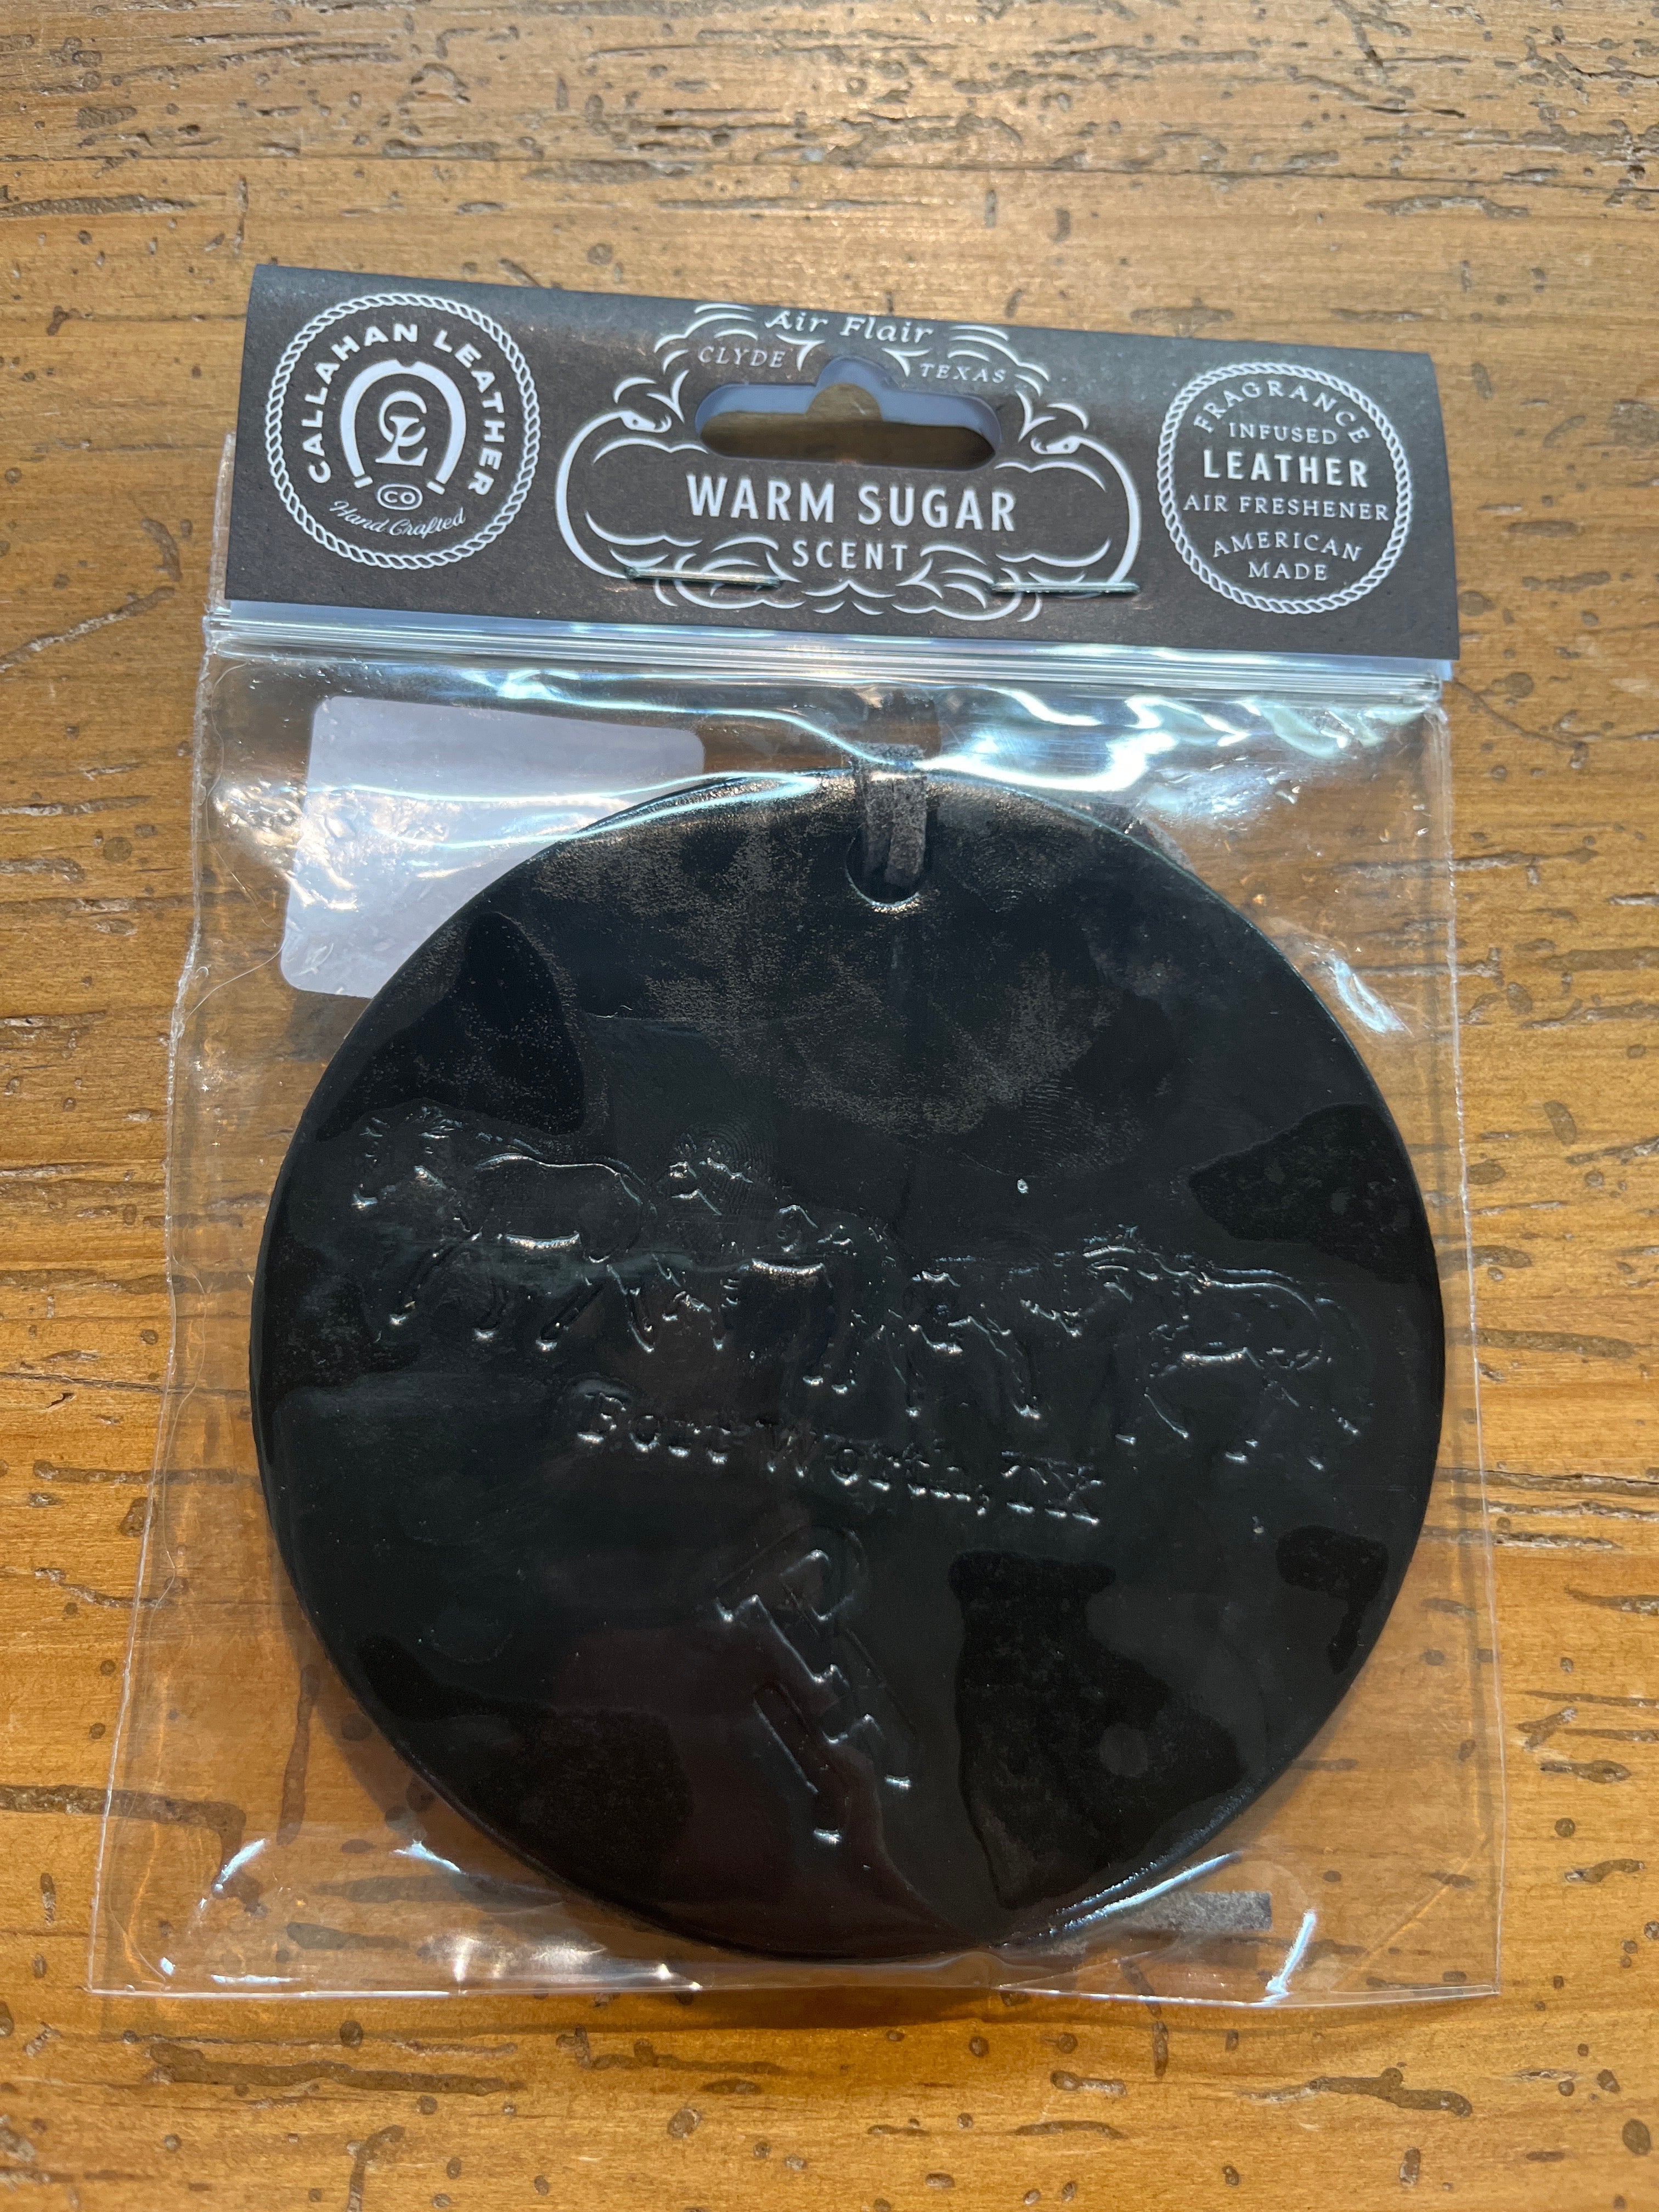 CALLAHAN LEATHER
CL
CO
Hand Crafted
Air Flair
CLYDE TEXAS
WARM SUGAR
SCENT
FRAGRANCE
INFUSED
LEATHER
AIR FRESHENER
AMERICAN
MADE
Fort Worth, TX